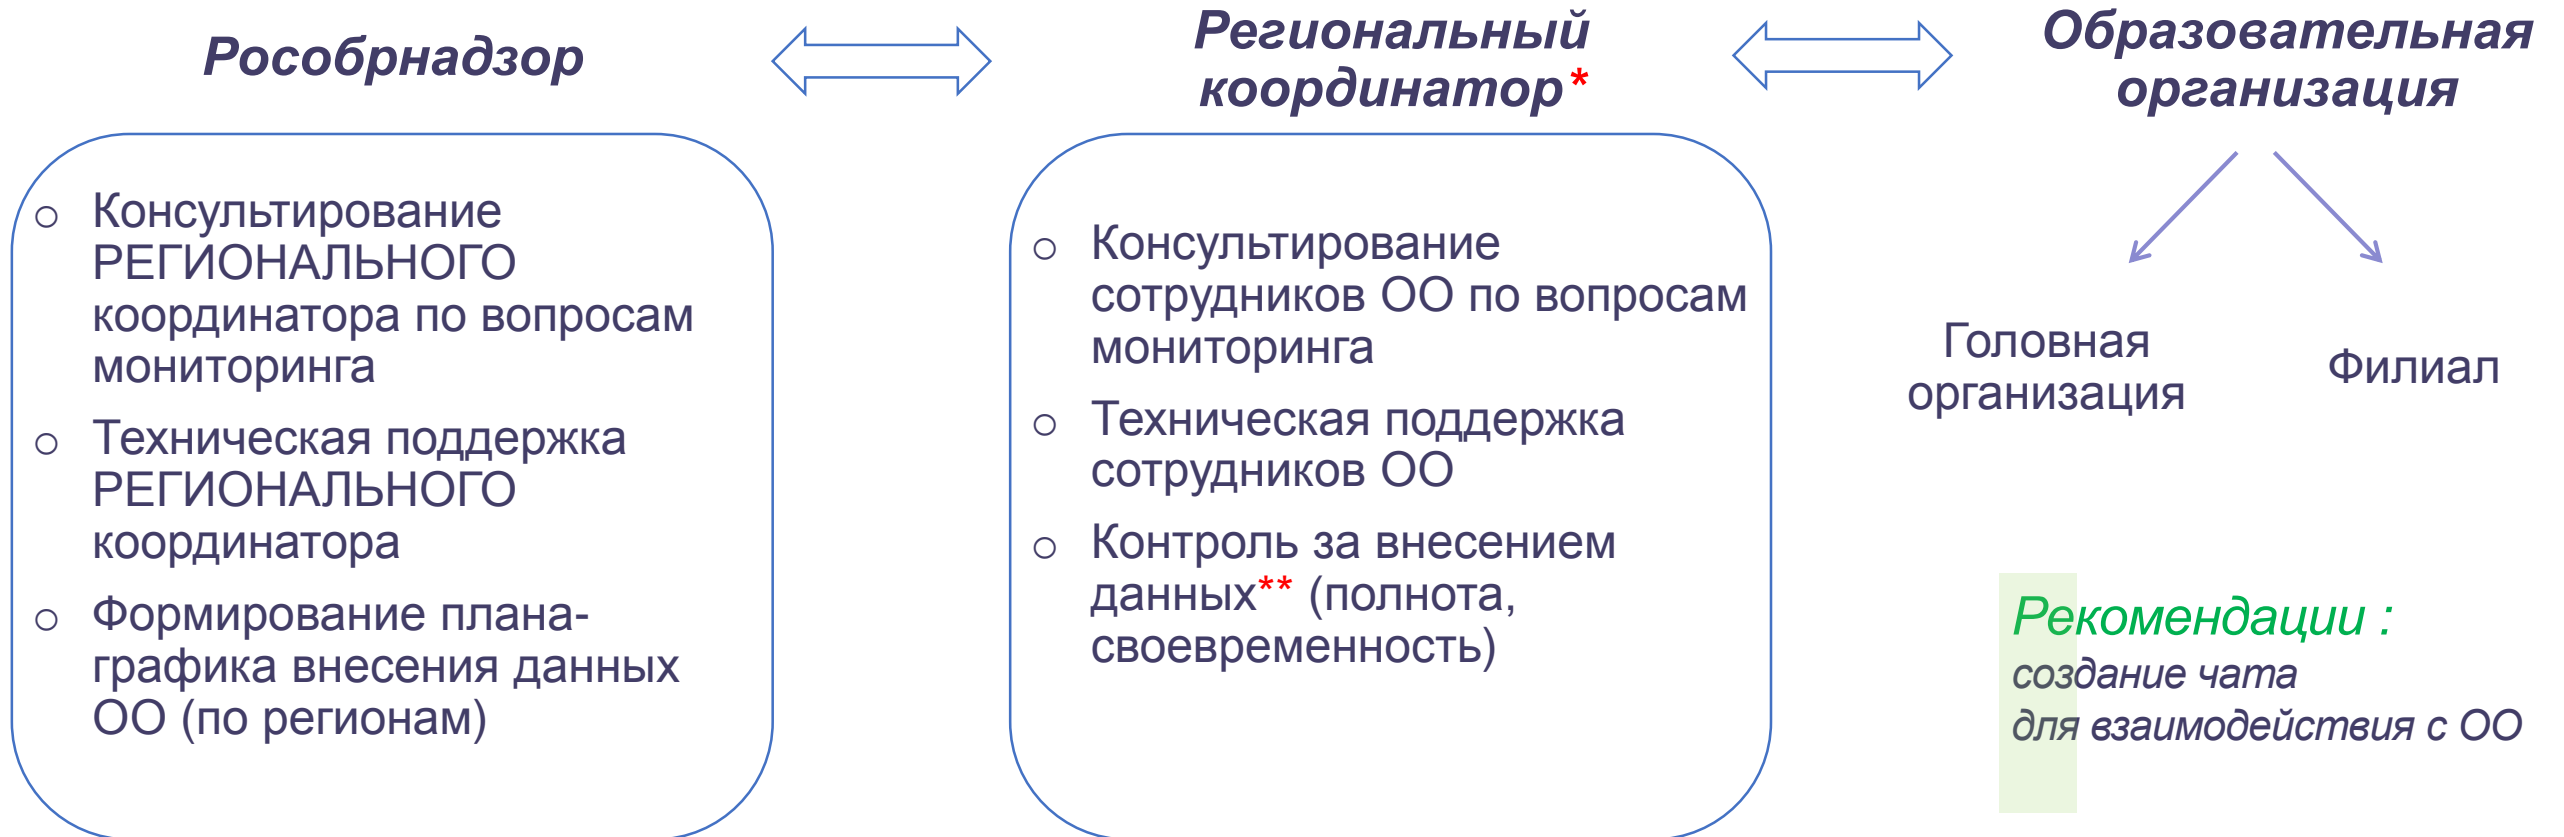 Рособрнадзор
Региональный
координатор*
Образовательная
организация
○ Консультирование
РЕГИОНАЛЬНОГО
координатора по вопросам
мониторинга
○ Техническая поддержка
РЕГИОНАЛЬНОГО
координатора
○ Формирование плана-
графика внесения данных
ОО (по регионам)
○ Консультирование
сотрудников ОО по вопросам
мониторинга
○ Техническая поддержка
сотрудников ОО
○ Контроль за внесением
данных** (полнота,
своевременность)
Головная
организация
Филиал
Рекомендации :
создание чата
для взаимодействия с ОО